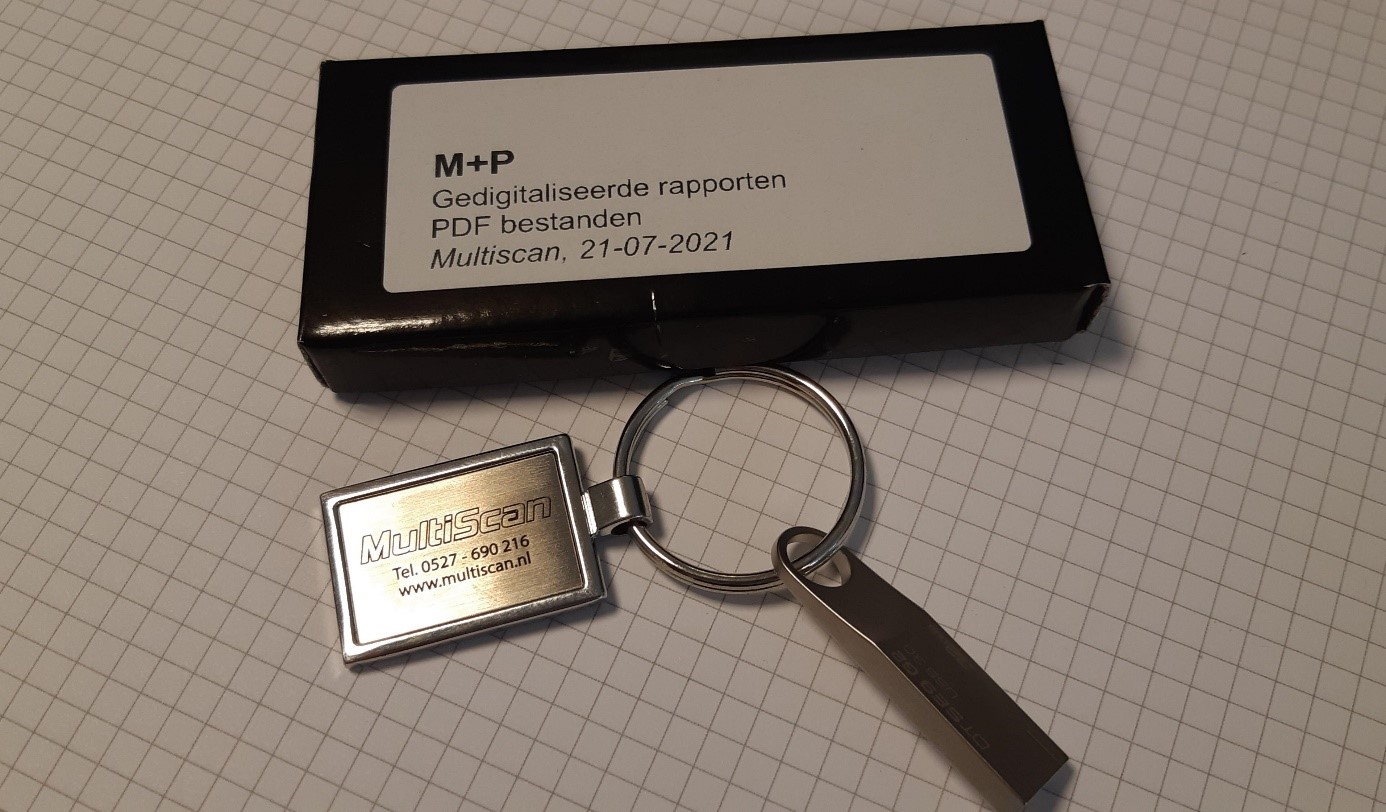 M+P
Gedigitaliseerde rapporten
PDF bestanden
Multiscan, 21-07-2021
MultiScan
Tel. 0527 - 690 216
www.multiscan.nl